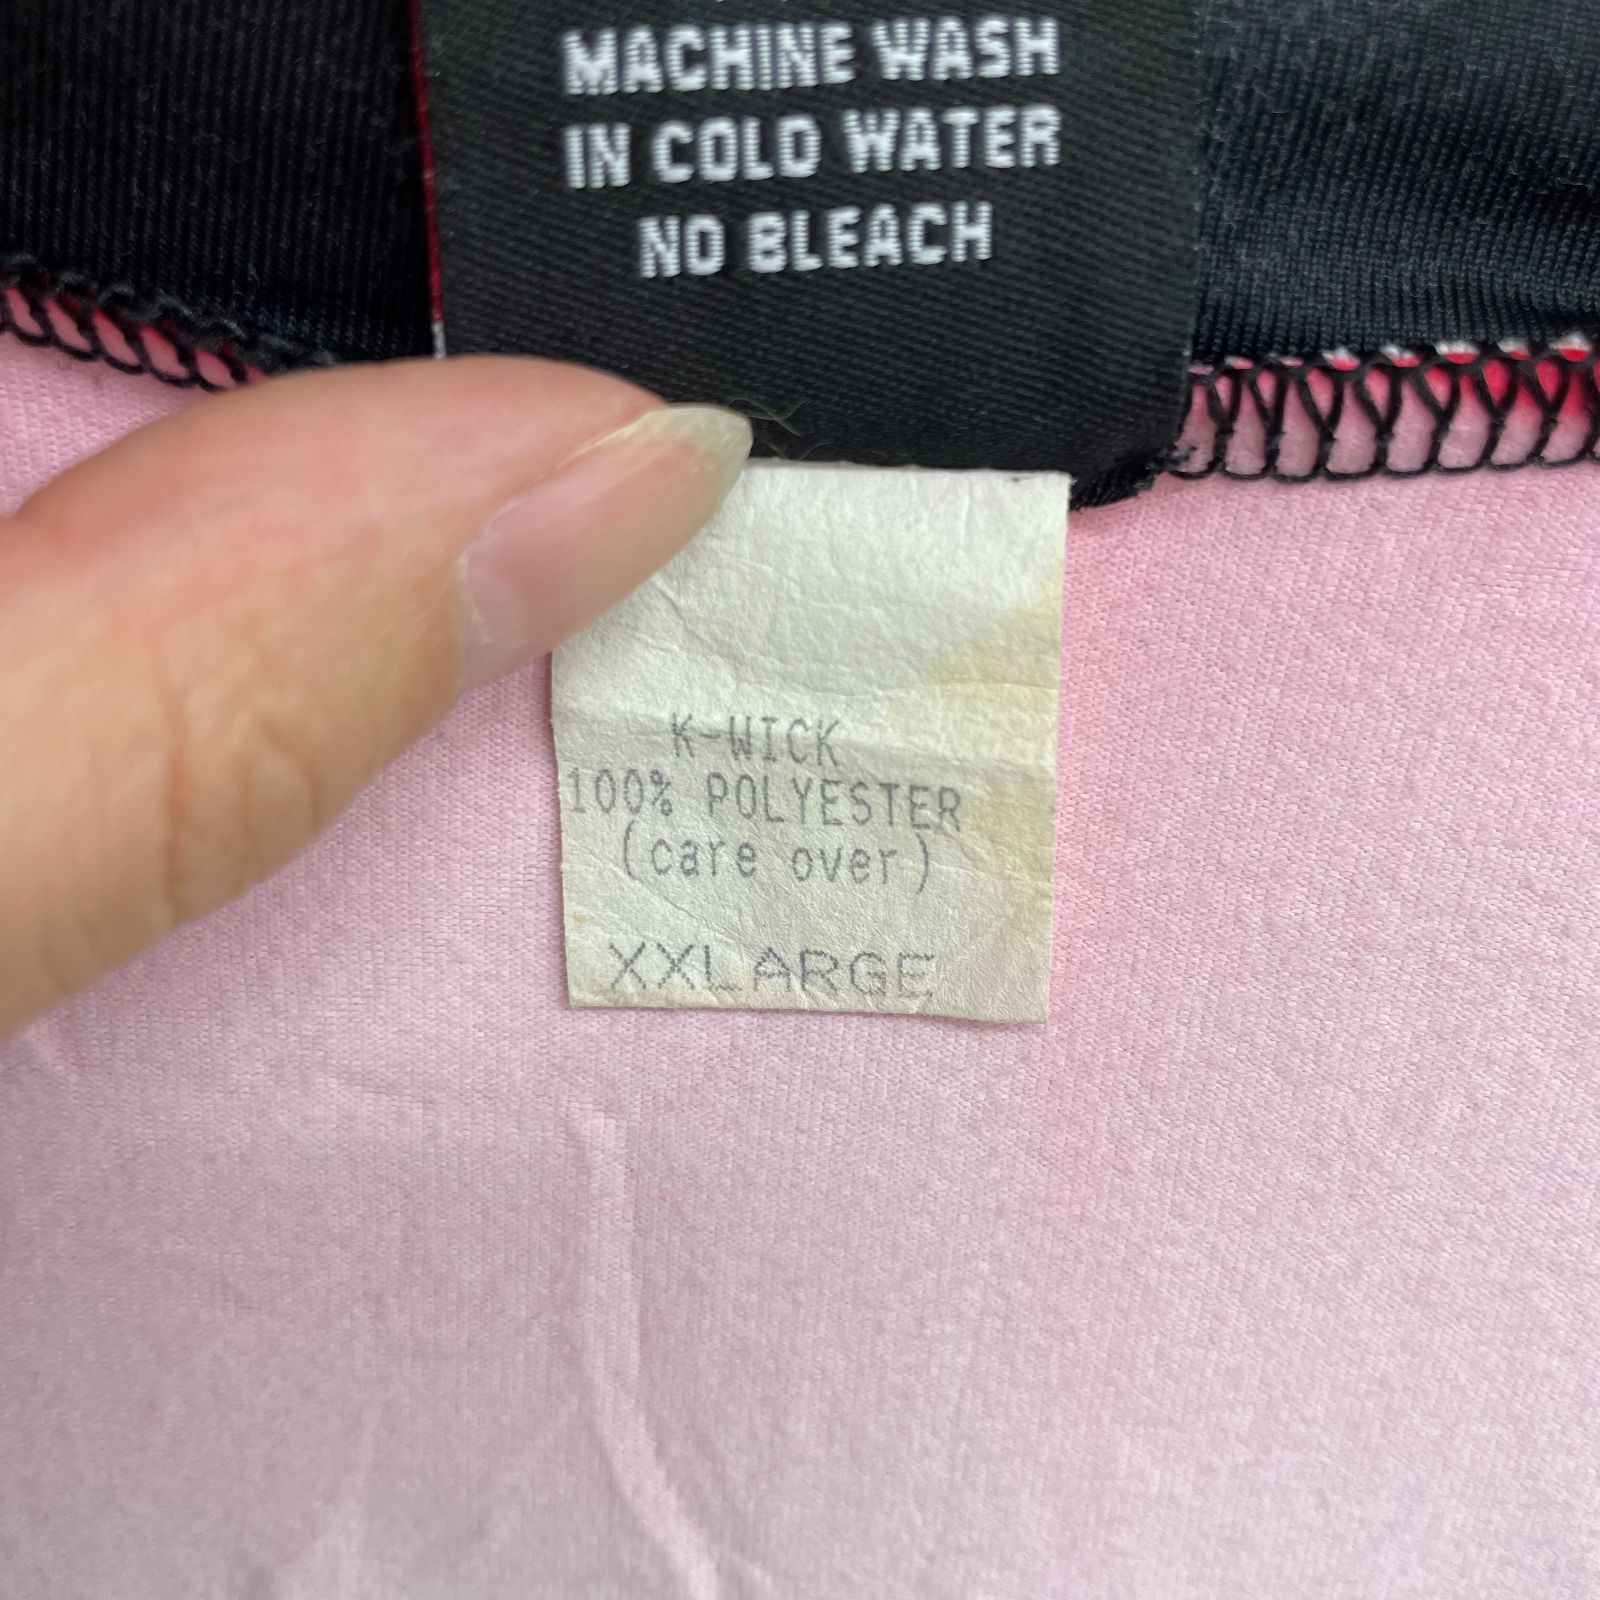 MACHINE WASH
IN COLD WATER
NO BLEACH
K-WICK
100% POLYESTER
(care over)
XXLARGE